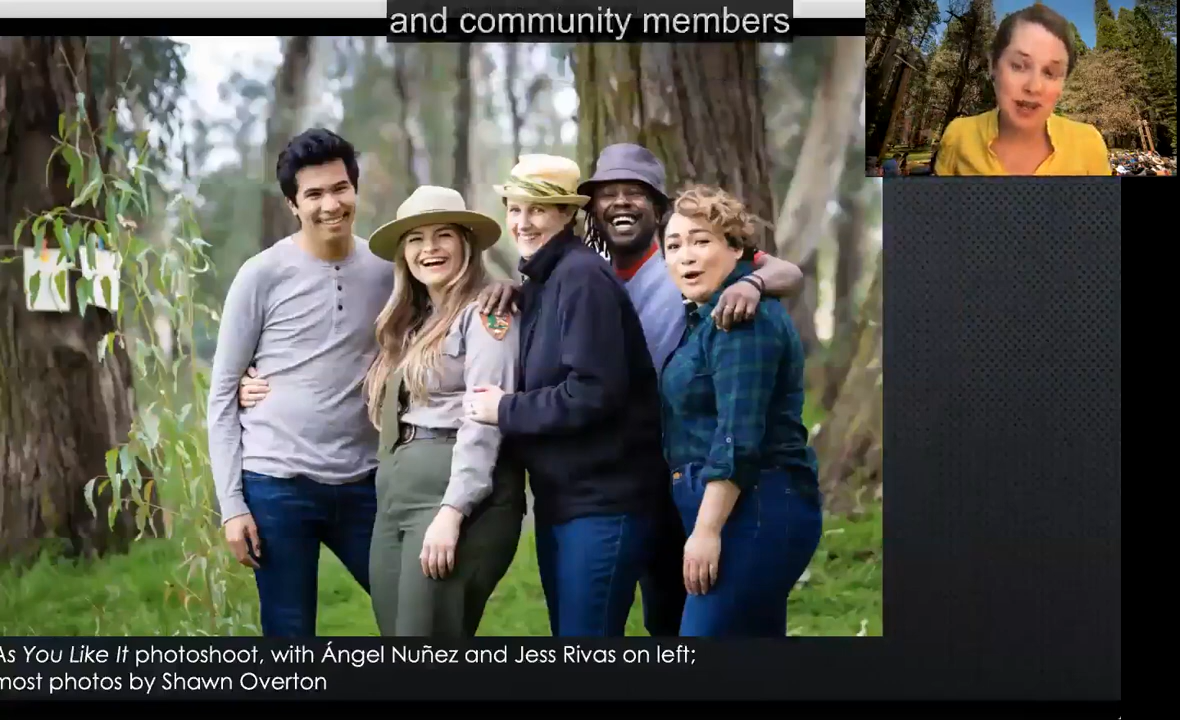 and community members
As You Like It photoshoot, with Ángel Nuñez and Jess Rivas on left;
most photos by Shawn Overton